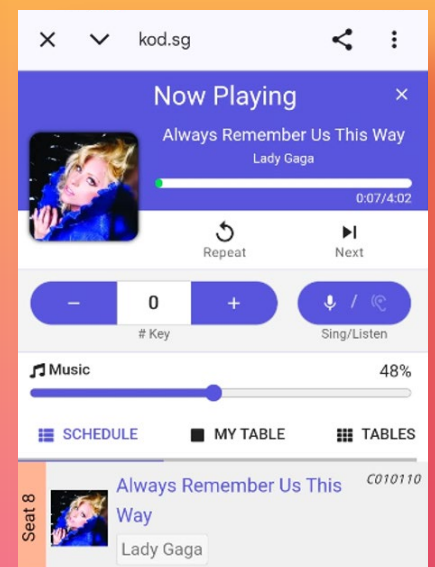 kod.sg
Now Playing
Always Remember Us This Way
Lady Gaga
0:07/4:02
Repeat
Next
0
# Key
/
Sing/Listen
Music
48%
SCHEDULE
MY TABLE
TABLES
Seat 8
Always Remember Us This
Way
C010110
Lady Gaga